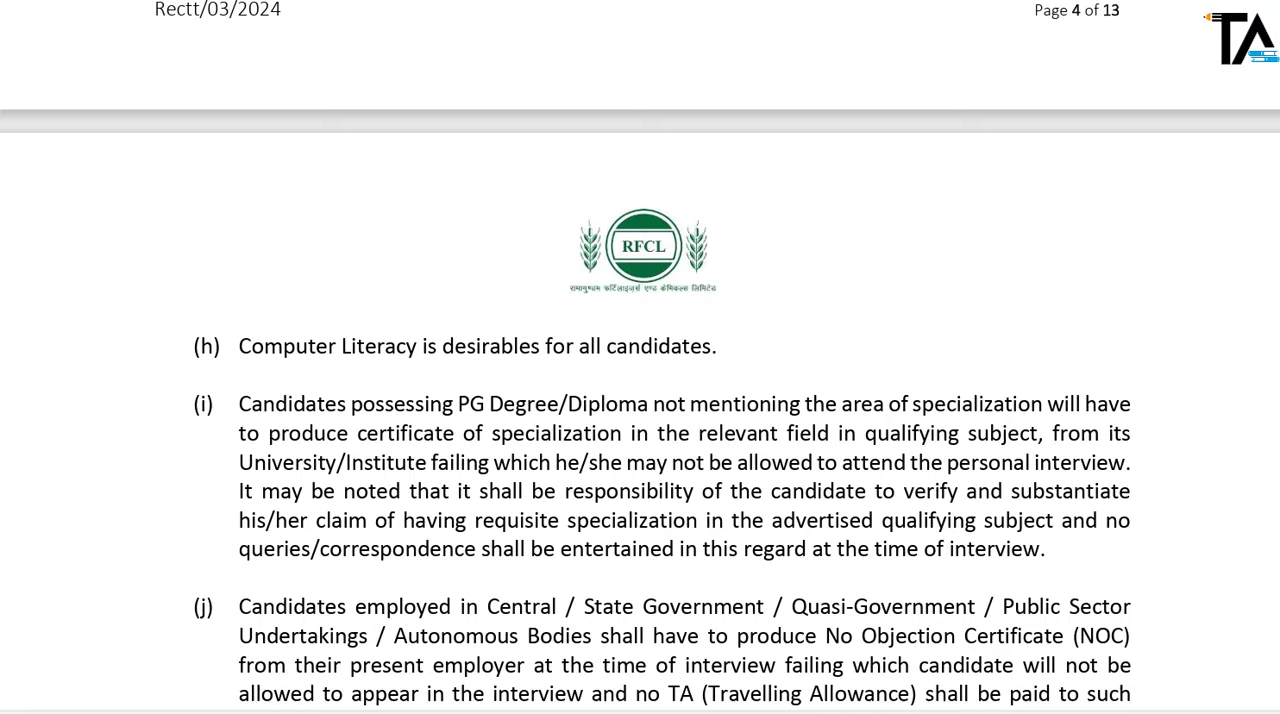 Rectt/03/2024
Page 4 of 13
TA
RFCL
रामागुण्डम फर्टिलाइज़र्स एण्ड केमिकल्स लिमिटेड
(h) Computer Literacy is desirables for all candidates.
(i) Candidates possessing PG Degree/Diploma not mentioning the area of specialization will have
to produce certificate of specialization in the relevant field in qualifying subject, from its
University/Institute failing which he/she may not be allowed to attend the personal interview.
It may be noted that it shall be responsibility of the candidate to verify and substantiate
his/her claim of having requisite specialization in the advertised qualifying subject and no
queries/correspondence shall be entertained in this regard at the time of interview.
(j) Candidates employed in Central / State Government / Quasi-Government / Public Sector
Undertakings / Autonomous Bodies shall have to produce No Objection Certificate (NOC)
from their present employer at the time of interview failing which candidate will not be
allowed to appear in the interview and no TA (Travelling Allowance) shall be paid to such